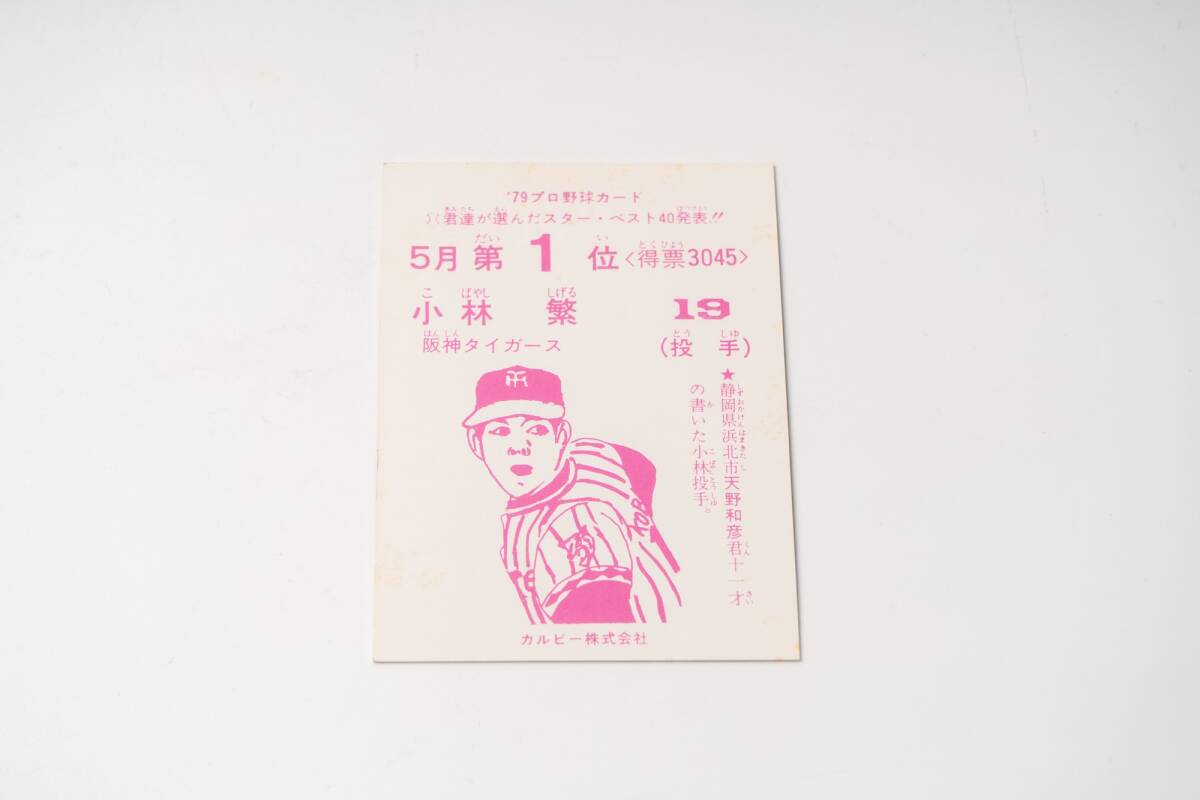 '79プロ野球カード
君達が選んだスター・ベスト40発表!!
5月 第 1 位 〈得票3045〉
小林 繁 19
阪神タイガース (投手)
★静岡県浜北市天野和彦君十一才
の書いた小林投手。
カルビー株式会社